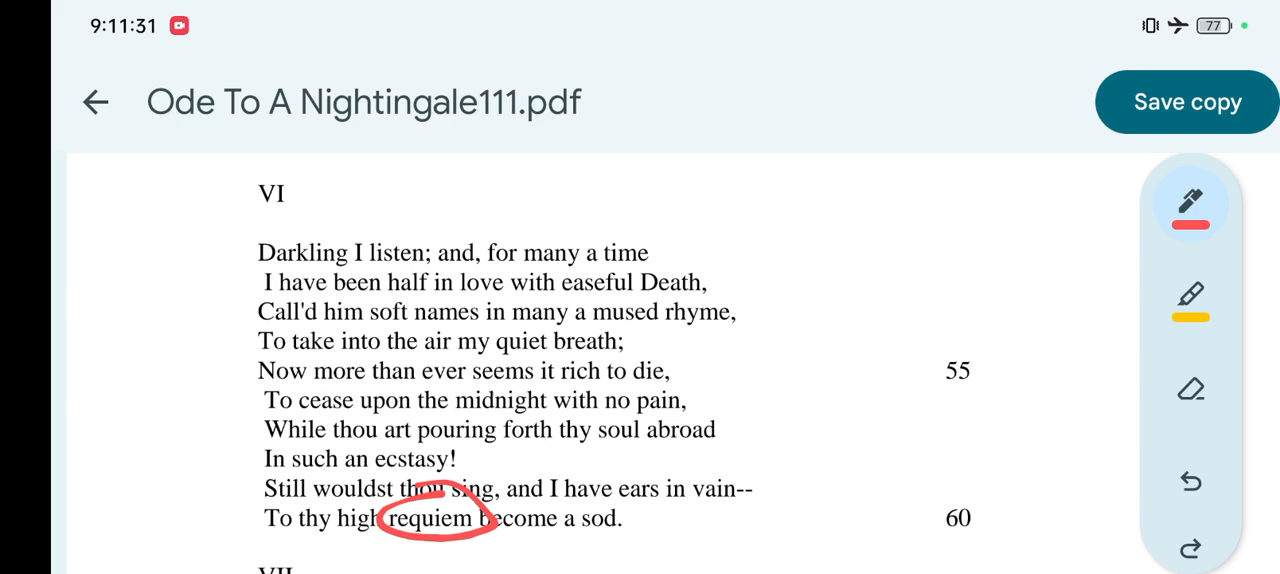 9:11:31
77
Ode To A Nightingale111.pdf
Save copy
VI
Darkling I listen; and, for many a time
I have been half in love with easeful Death,
Call'd him soft names in many a mused rhyme,
To take into the air my quiet breath;
Now more than ever seems it rich to die, 55
To cease upon the midnight with no pain,
While thou art pouring forth thy soul abroad
In such an ecstasy!
Still wouldst thou sing, and I have ears in vain--
To thy high requiem become a sod. 60
VII